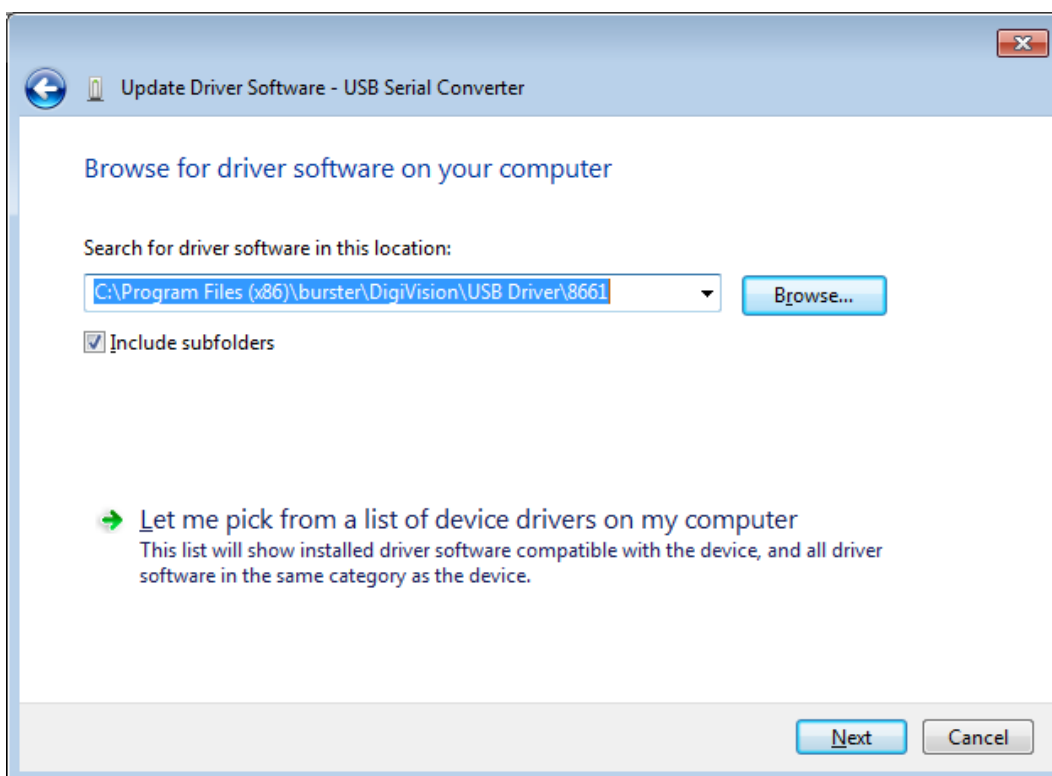 Update Driver Software - USB Serial Converter
Browse for driver software on your computer
Search for driver software in this location:
C:\Program Files (x86)\burster\DigiVision\USB Driver\8661
Browse...
Include subfolders
Let me pick from a list of device drivers on my computer
This list will show installed driver software compatible with the device, and all driver
software in the same category as the device.
Next
Cancel